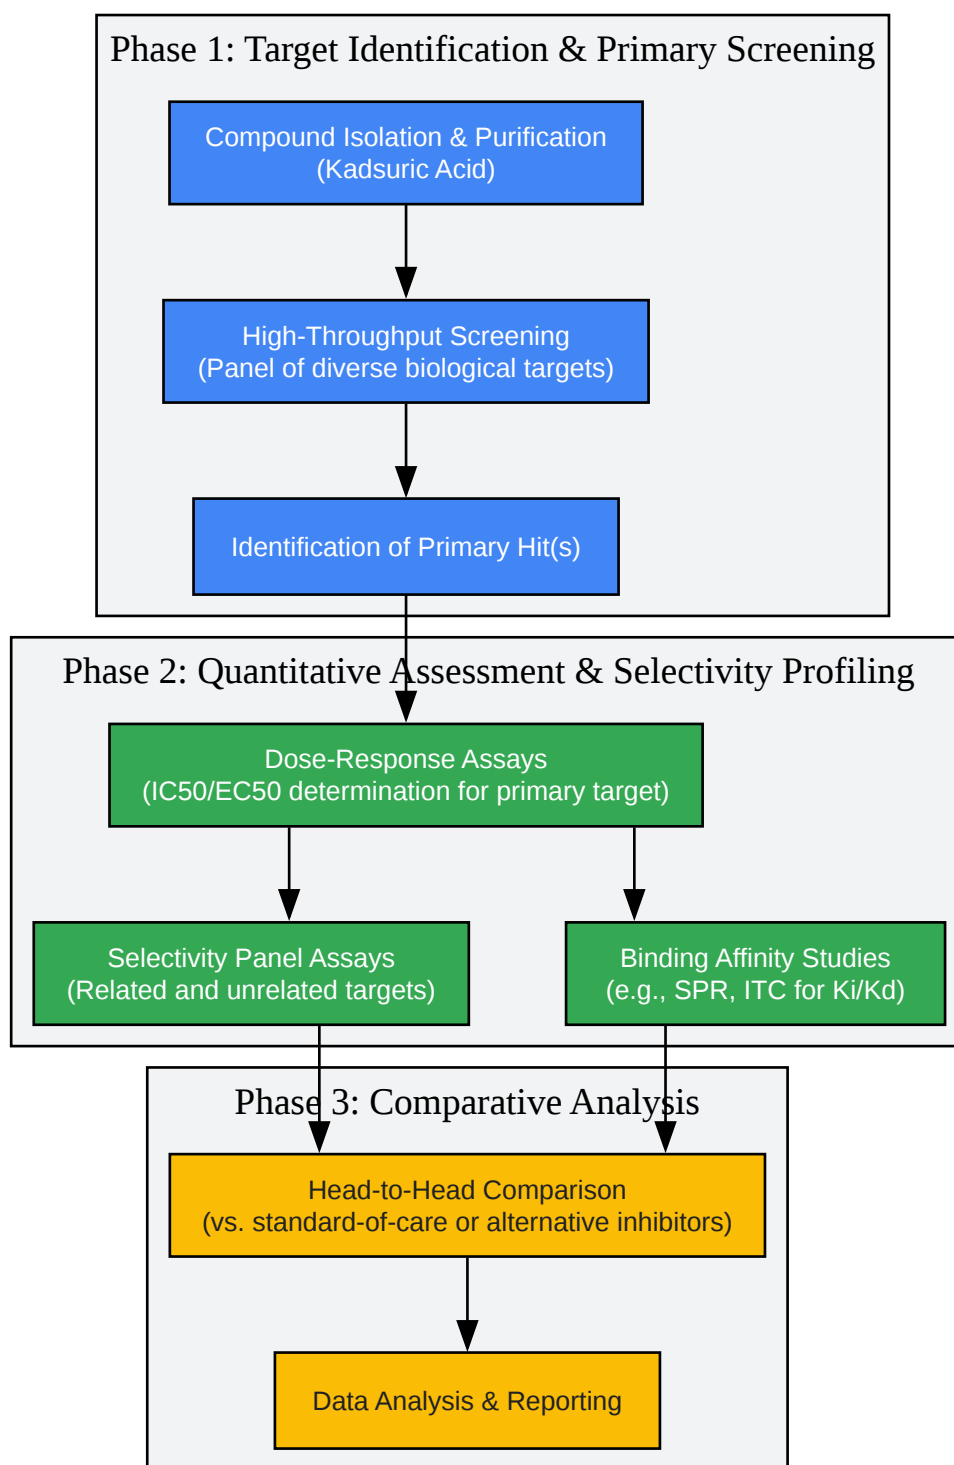 Phase 1: Target Identification & Primary Screening
Compound Isolation & Purification
(Kadsuric Acid)
High-Throughput Screening
(Panel of diverse biological targets)
Identification of Primary Hit(s)
Phase 2: Quantitative Assessment & Selectivity Profiling
Dose-Response Assays
(IC50/EC50 determination for primary target)
Selectivity Panel Assays
(Related and unrelated targets)
Binding Affinity Studies
(e.g., SPR, ITC for Ki/Kd)
Phase 3: Comparative Analysis
Head-to-Head Comparison
(vs. standard-of-care or alternative inhibitors)
Data Analysis & Reporting